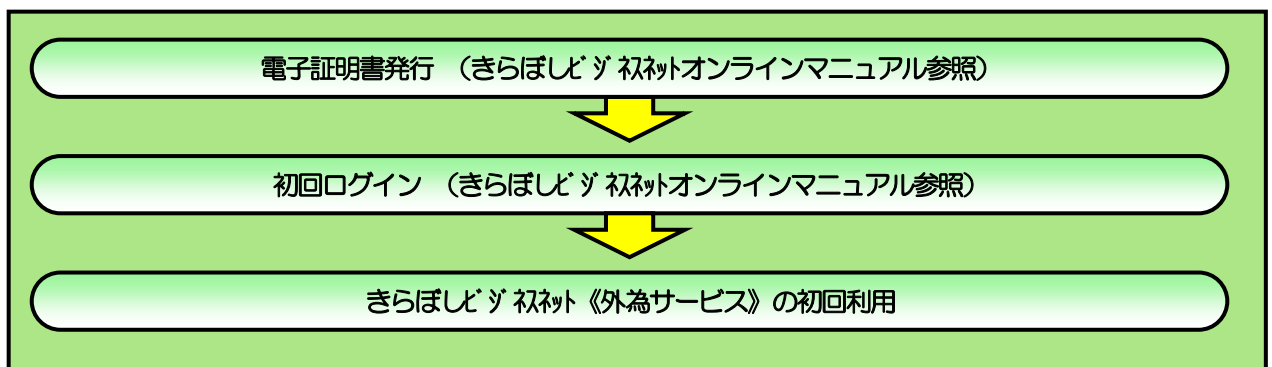 電子証明書発行　（きらぼしﾋﾞｼﾞﾈｽﾈｯﾄオンラインマニュアル参照）
初回ログイン　（きらぼしﾋﾞｼﾞﾈｽﾈｯﾄオンラインマニュアル参照）
きらぼしﾋﾞｼﾞﾈｽﾈｯﾄ《外為サービス》の初回利用